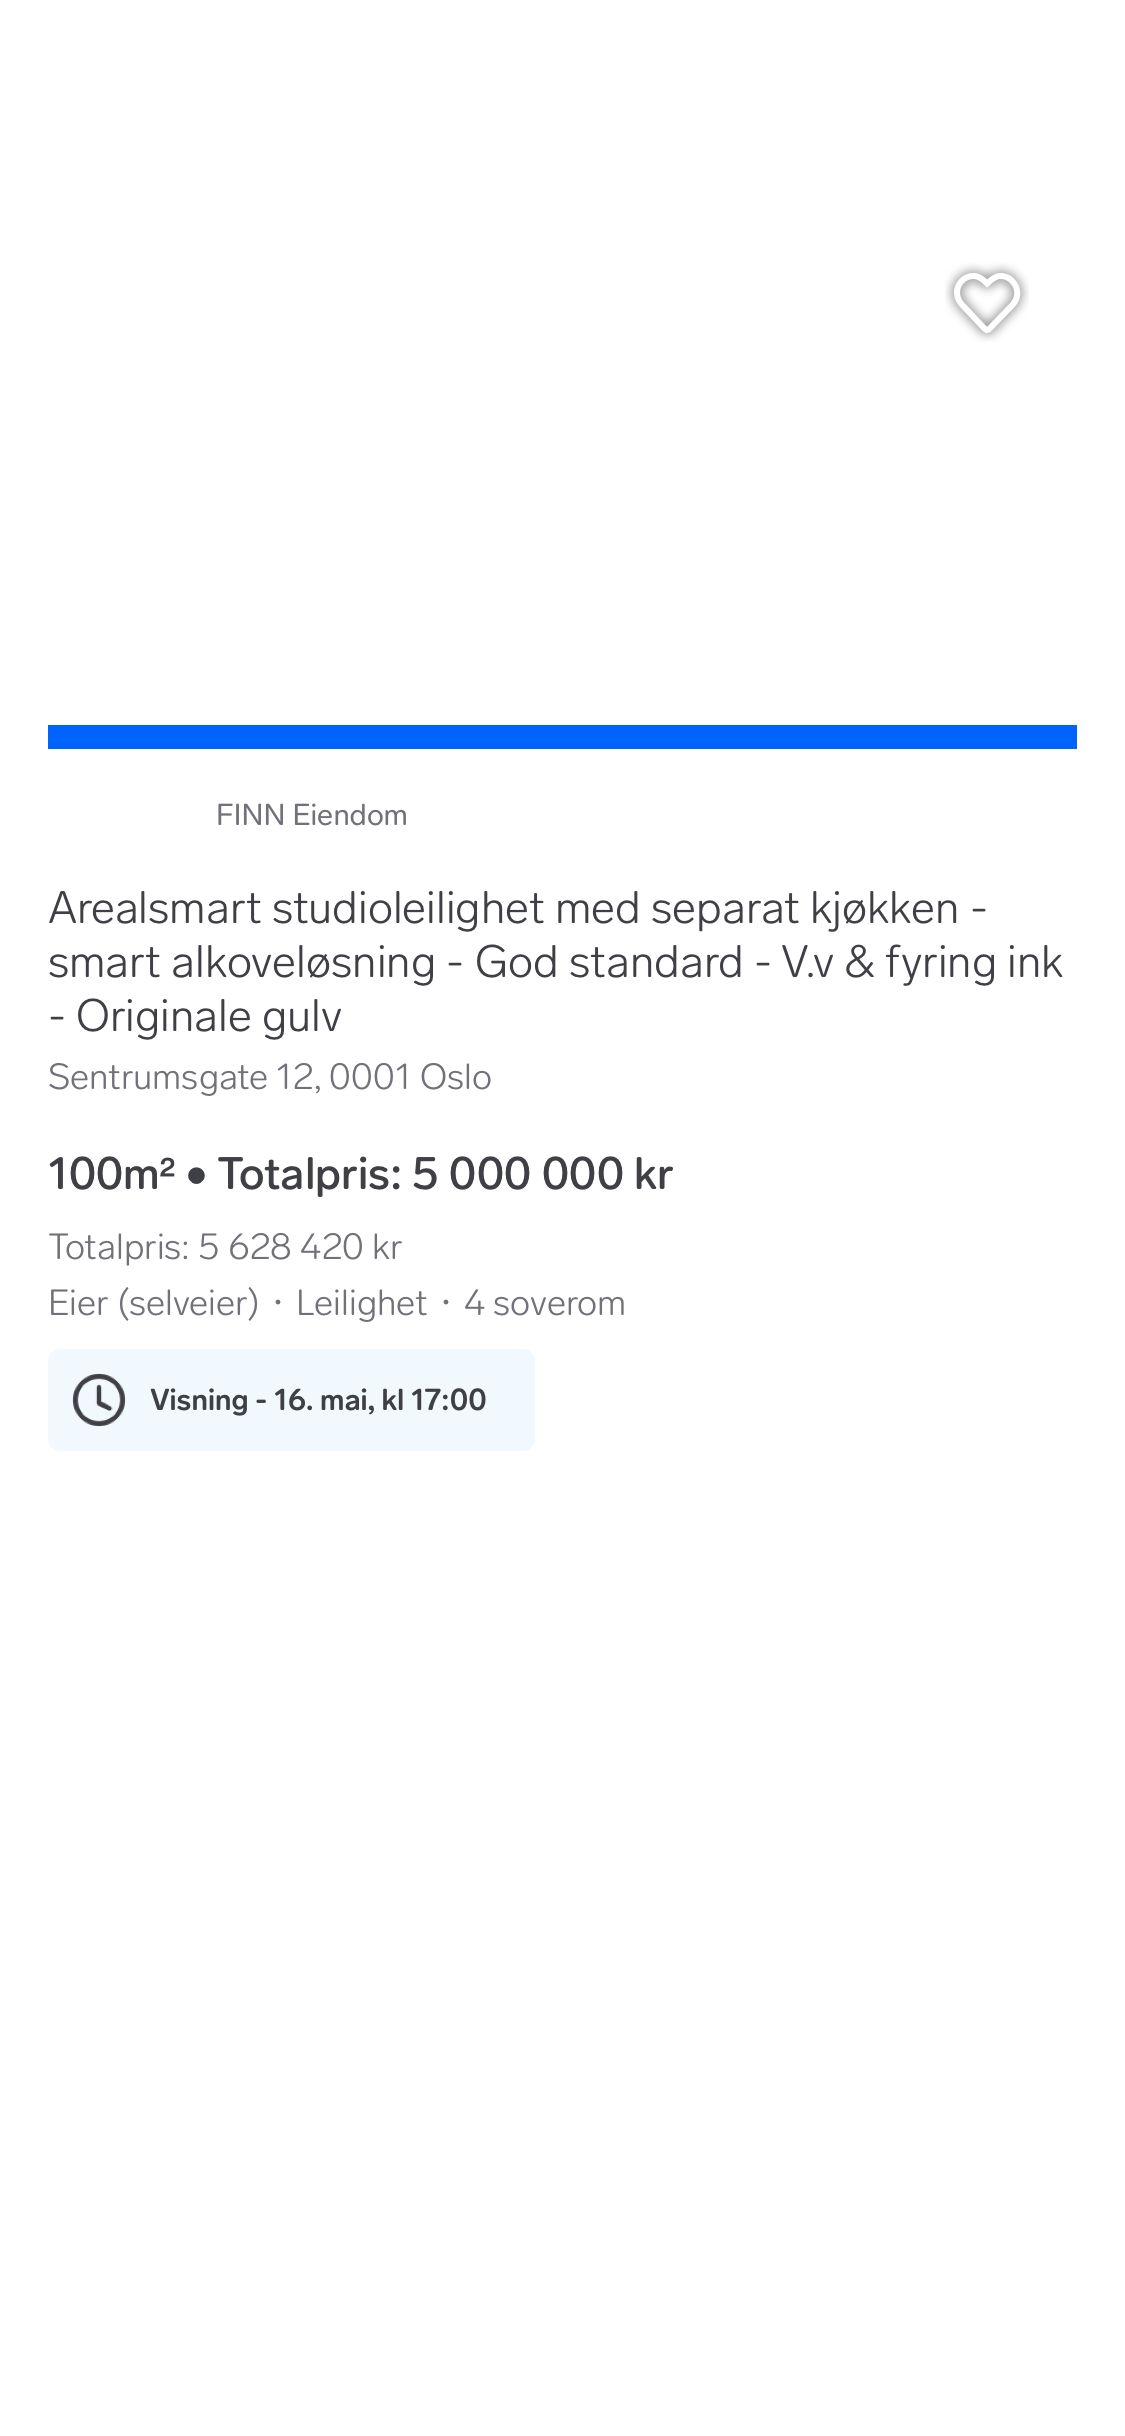 FINN Eiendom
Arealsmart studioleilighet med separat kjøkken -
smart alkoveløsning - God standard - V.v & fyring ink
- Originale gulv
Sentrumsgate 12, 0001 Oslo
100m² • Totalpris: 5 000 000 kr
Totalpris: 5 628 420 kr
Eier (selveier) · Leilighet · 4 soverom
Visning - 16. mai, kl 17:00